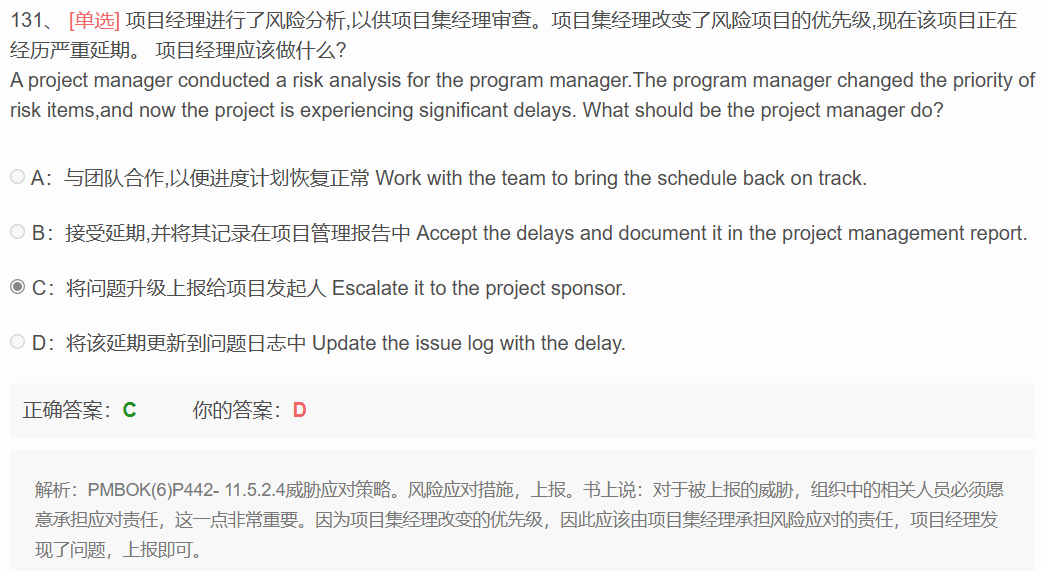 131、 [单选] 项目经理进行了风险分析,以供项目集经理审查。项目集经理改变了风险项目的优先级,现在该项目正在
经历严重延期。 项目经理应该做什么?
A project manager conducted a risk analysis for the program manager.The program manager changed the priority of
risk items,and now the project is experiencing significant delays. What should be the project manager do?
A：与团队合作,以便进度计划恢复正常 Work with the team to bring the schedule back on track.
B：接受延期,并将其记录在项目管理报告中 Accept the delays and document it in the project management report.
C：将问题升级上报给项目发起人 Escalate it to the project sponsor.
D：将该延期更新到问题日志中 Update the issue log with the delay.
正确答案：C 你的答案：D
解析：PMBOK(6)P442- 11.5.2.4威胁应对策略。风险应对措施，上报。书上说：对于被上报的威胁，组织中的相关人员必须愿
意承担应对责任，这一点非常重要。因为项目集经理改变的优先级，因此应该由项目集经理承担风险应对的责任，项目经理发
现了问题，上报即可。